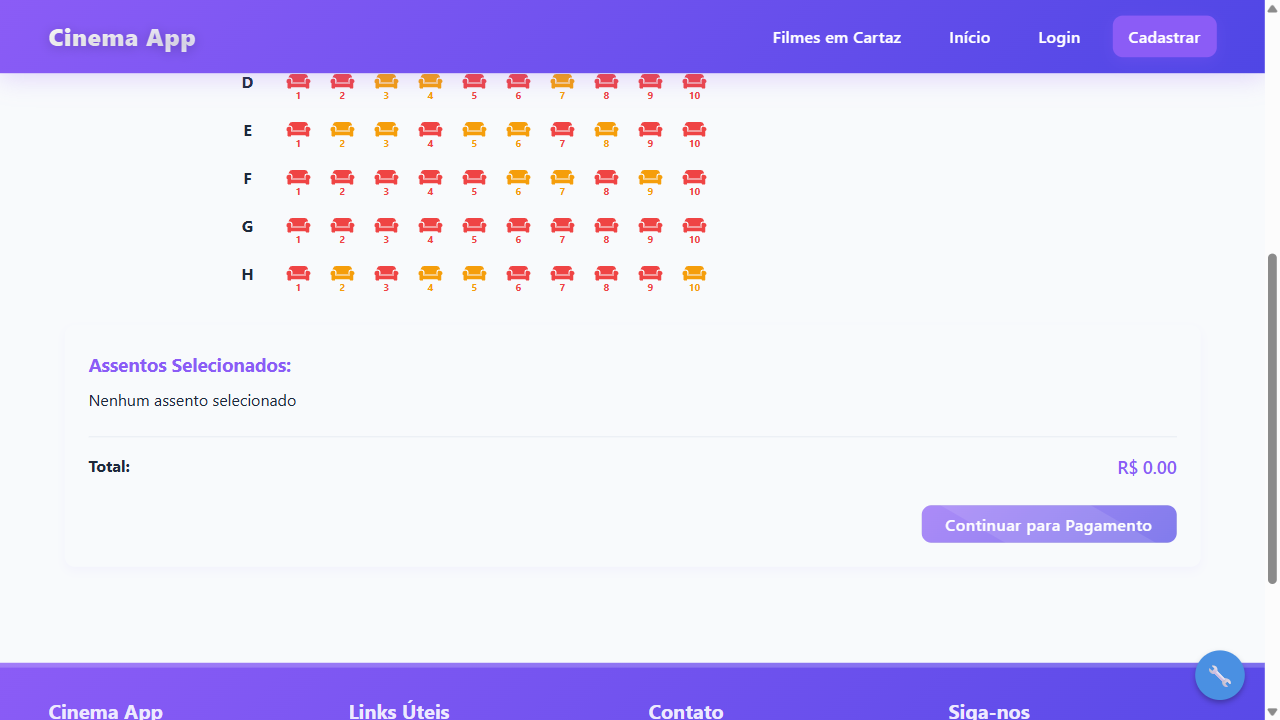 Cinema App Filmes em Cartaz Início Login Cadastrar
D 1 2 3 4 5 6 7 8 9 10
E 1 2 3 4 5 6 7 8 9 10
F 1 2 3 4 5 6 7 8 9 10
G 1 2 3 4 5 6 7 8 9 10
H 1 2 3 4 5 6 7 8 9 10
Assentos Selecionados:
Nenhum assento selecionado
Total: R$ 0.00
Continuar para Pagamento
Cinema App Links Úteis Contato Siga-nos